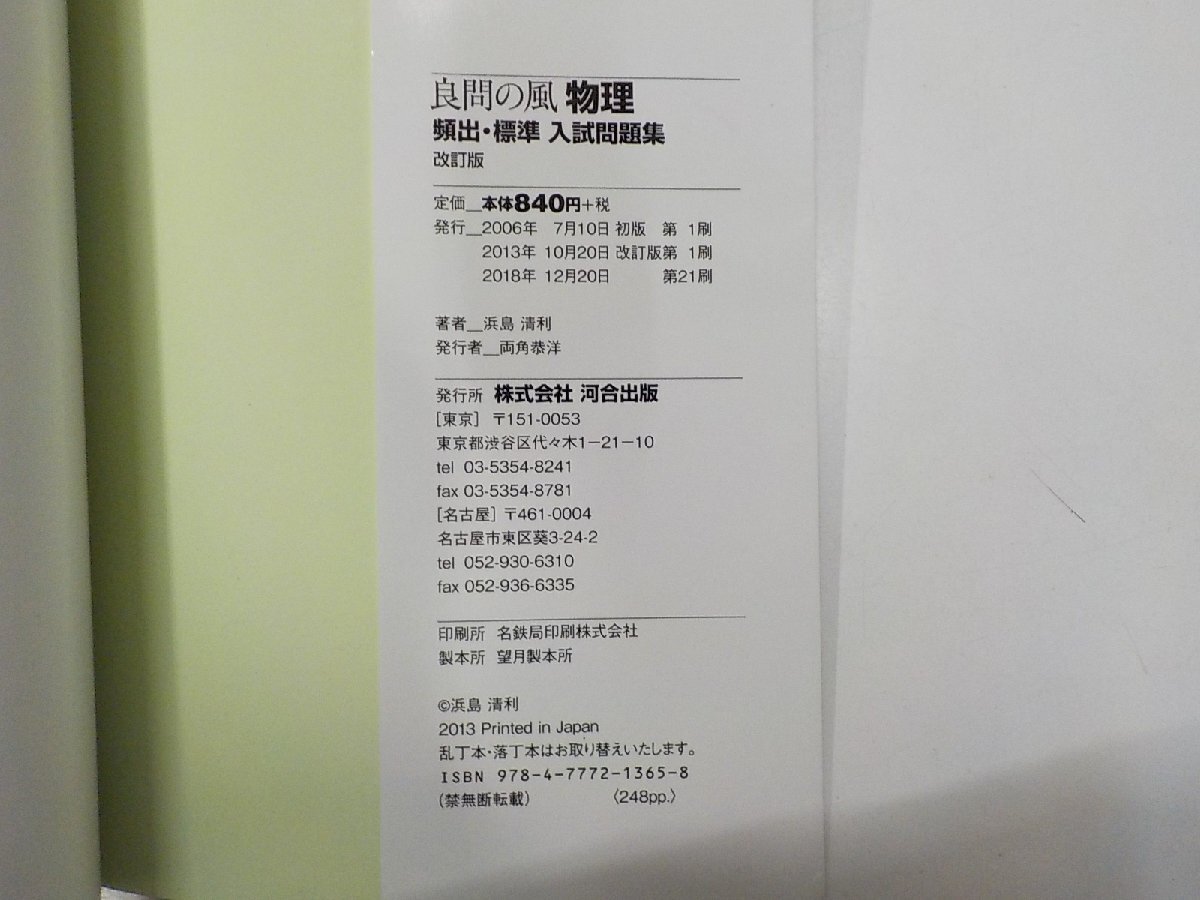 良問の風 物理
頻出・標準 入試問題集
改訂版
定価__本体840円+税
発行__2006年 7月10日 初版 第 1刷
2013年 10月20日 改訂版第 1刷
2018年 12月20日 第21刷
著者__浜島 清利
発行者__両角恭洋
発行所 株式会社 河合出版
[東京] 〒151-0053
東京都渋谷区代々木1-21-10
tel 03-5354-8241
fax 03-5354-8781
[名古屋] 〒461-0004
名古屋市東区葵3-24-2
tel 052-930-6310
fax 052-936-6335
印刷所 名鉄局印刷株式会社
製本所 望月製本所
©浜島 清利
2013 Printed in Japan
乱丁本・落丁本はお取り替えいたします。
ISBN 978-4-7772-1365-8
(禁無断転載) 〈248pp.〉